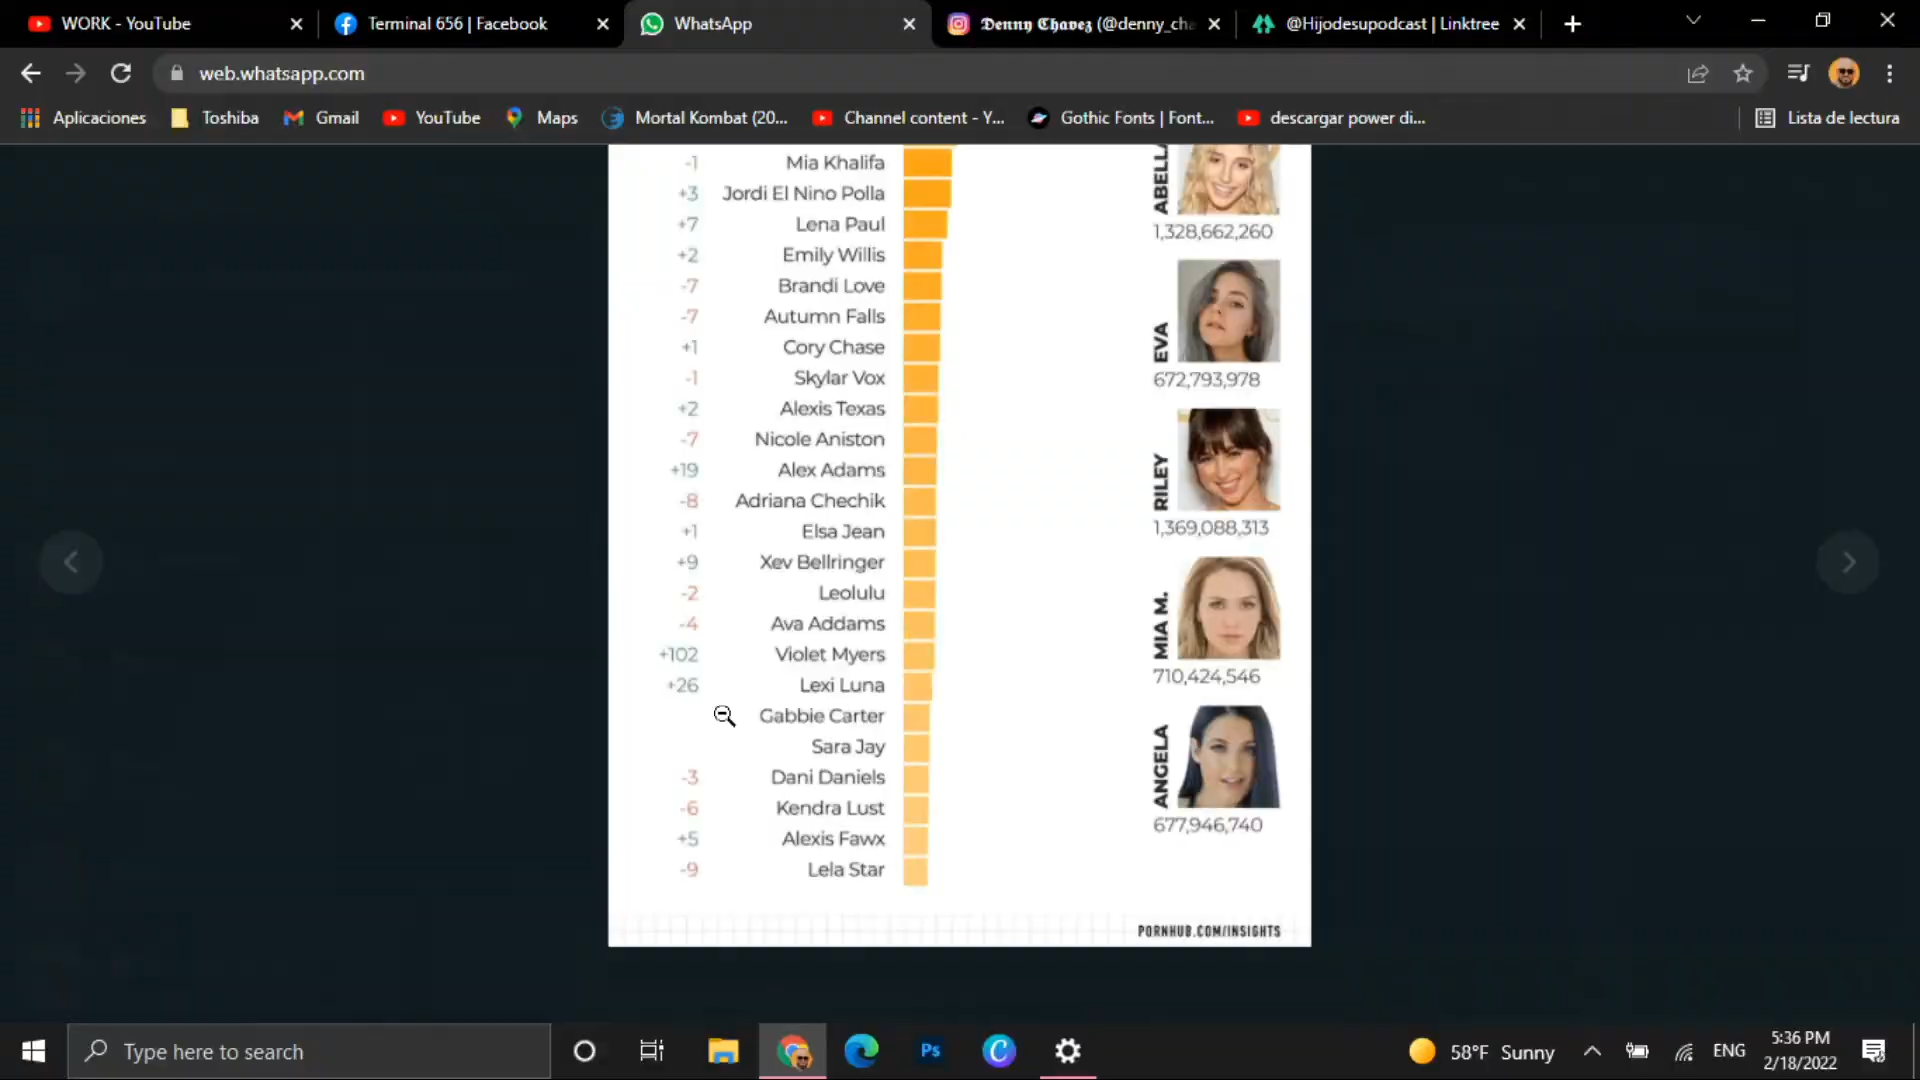 WORK - YouTube
Terminal 656 | Facebook
WhatsApp
𝕯𝖊𝖓𝖓𝖞 𝕮𝖍𝖆𝖛𝖊𝖟 (@denny_cha
@Hijodesupodcast | Linktree
web.whatsapp.com
Aplicaciones
Toshiba
Gmail
YouTube
Maps
Mortal Kombat (20...
Channel content - Y...
Gothic Fonts | Font...
descargar power di...
Lista de lectura
-1 Mia Khalifa
+3 Jordi El Nino Polla
+7 Lena Paul
+2 Emily Willis
-7 Brandi Love
-7 Autumn Falls
+1 Cory Chase
-1 Skylar Vox
+2 Alexis Texas
-7 Nicole Aniston
+19 Alex Adams
-8 Adriana Chechik
+1 Elsa Jean
+9 Xev Bellringer
-2 Leolulu
-4 Ava Addams
+102 Violet Myers
+26 Lexi Luna
Gabbie Carter
Sara Jay
-3 Dani Daniels
-6 Kendra Lust
+5 Alexis Fawx
-9 Lela Star
ABELLA
1,328,662,260
EVA
672,793,978
RILEY
1,369,088,313
MIA M.
710,424,546
ANGELA
677,946,740
PORNHUB.COM/INSIGHTS
Type here to search
Ps
58°F Sunny
ENG
5:36 PM
2/18/2022